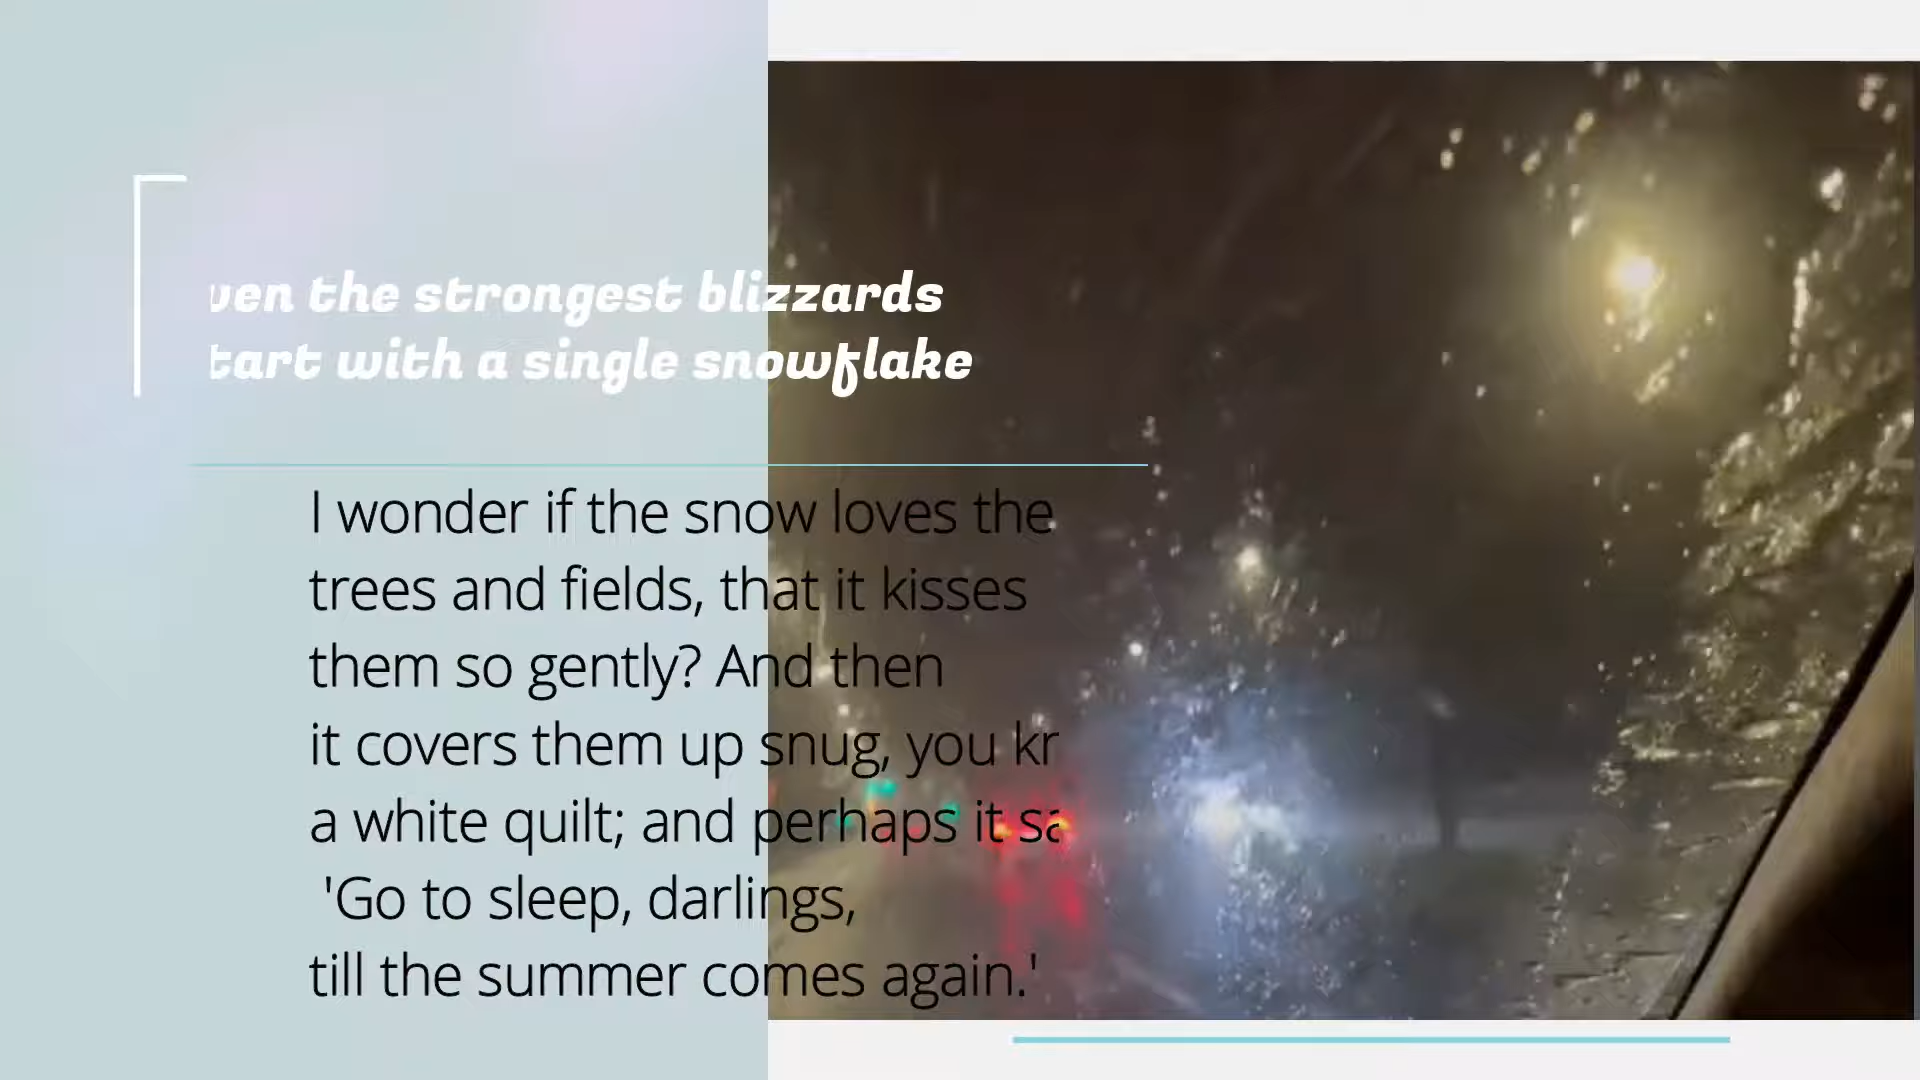 ven the strongest blizzards
tart with a single snowflake
I wonder if the snow loves the
trees and fields, that it kisses
them so gently? And then
it covers them up snug, you
a white quilt; and perhaps it
'Go to sleep, darlings,
till the summer comes again.'